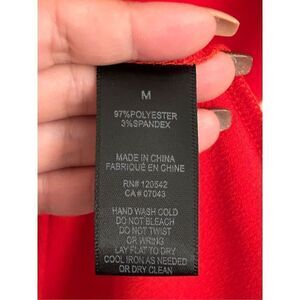 M
97%POLYESTER
3%SPANDEX
MADE IN CHINA
FABRIQUÉ EN CHINE
RN# 120542
CA# 07043
HAND WASH COLD
DO NOT BLEACH
DO NOT TWIST
OR WRING
LAY FLAT TO DRY
COOL IRON AS NEEDED
OR DRY CLEAN